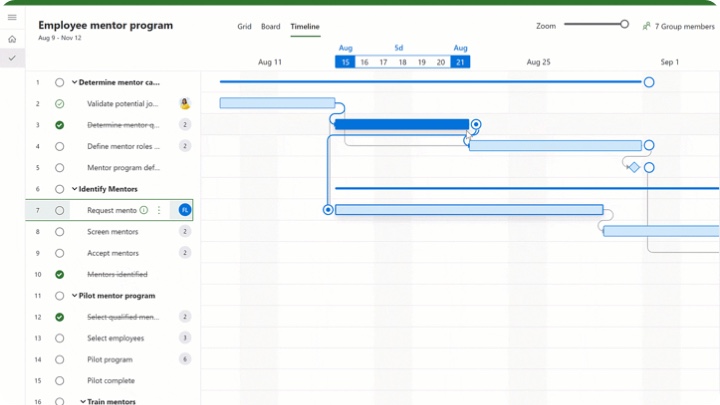 Employee mentor program
Aug 9 - Nov 12
Grid Board Timeline
Zoom
7 Group members
Aug 5d Aug
Aug 11 15 16 17 18 19 20 21 Aug 25 Sep 1
1 Determine mentor ca...
2 Validate potential jo...
3 Determine mentor q... 2
4 Define mentor roles ... 2
5 Mentor program def...
6 Identify Mentors
7 Request mento
8 Screen mentors 2
9 Accept mentors 2
10 Mentors identified
11 Pilot mentor program
12 Select qualified men... 2
13 Select employees 3
14 Pilot program 6
15 Pilot complete
16 Train mentors